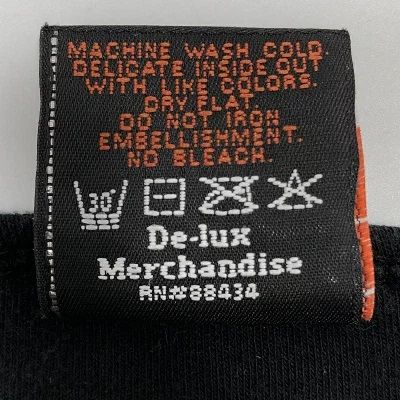 MACHINE WASH COLD.
DELICATE INSIDE OUT
WITH LIKE COLORS.
DRY FLAT.
DO NOT IRON
EMBELLISHMENT.
NO BLEACH.
30°
De-lux
Merchandise
RN#88434